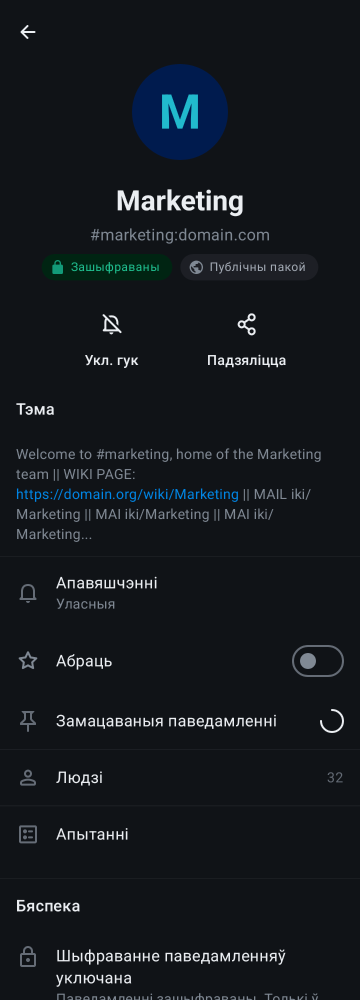 M
Marketing
#marketing:domain.com
Зашыфраваны
Публічны пакой
Укл. гук
Падзяліцца
Тэма
Welcome to #marketing, home of the Marketing
team || WIKI PAGE:
https://domain.org/wiki/Marketing || MAIL iki/
Marketing || MAI iki/Marketing || MAI iki/
Marketing...
Апавяшчэнні
Уласныя
Абраць
Замацаваныя паведамленні
Людзі
32
Апытанні
Бяспека
Шыфраванне паведамленняў
уключана
Паведамленні зашыфраваны. Толькі ў